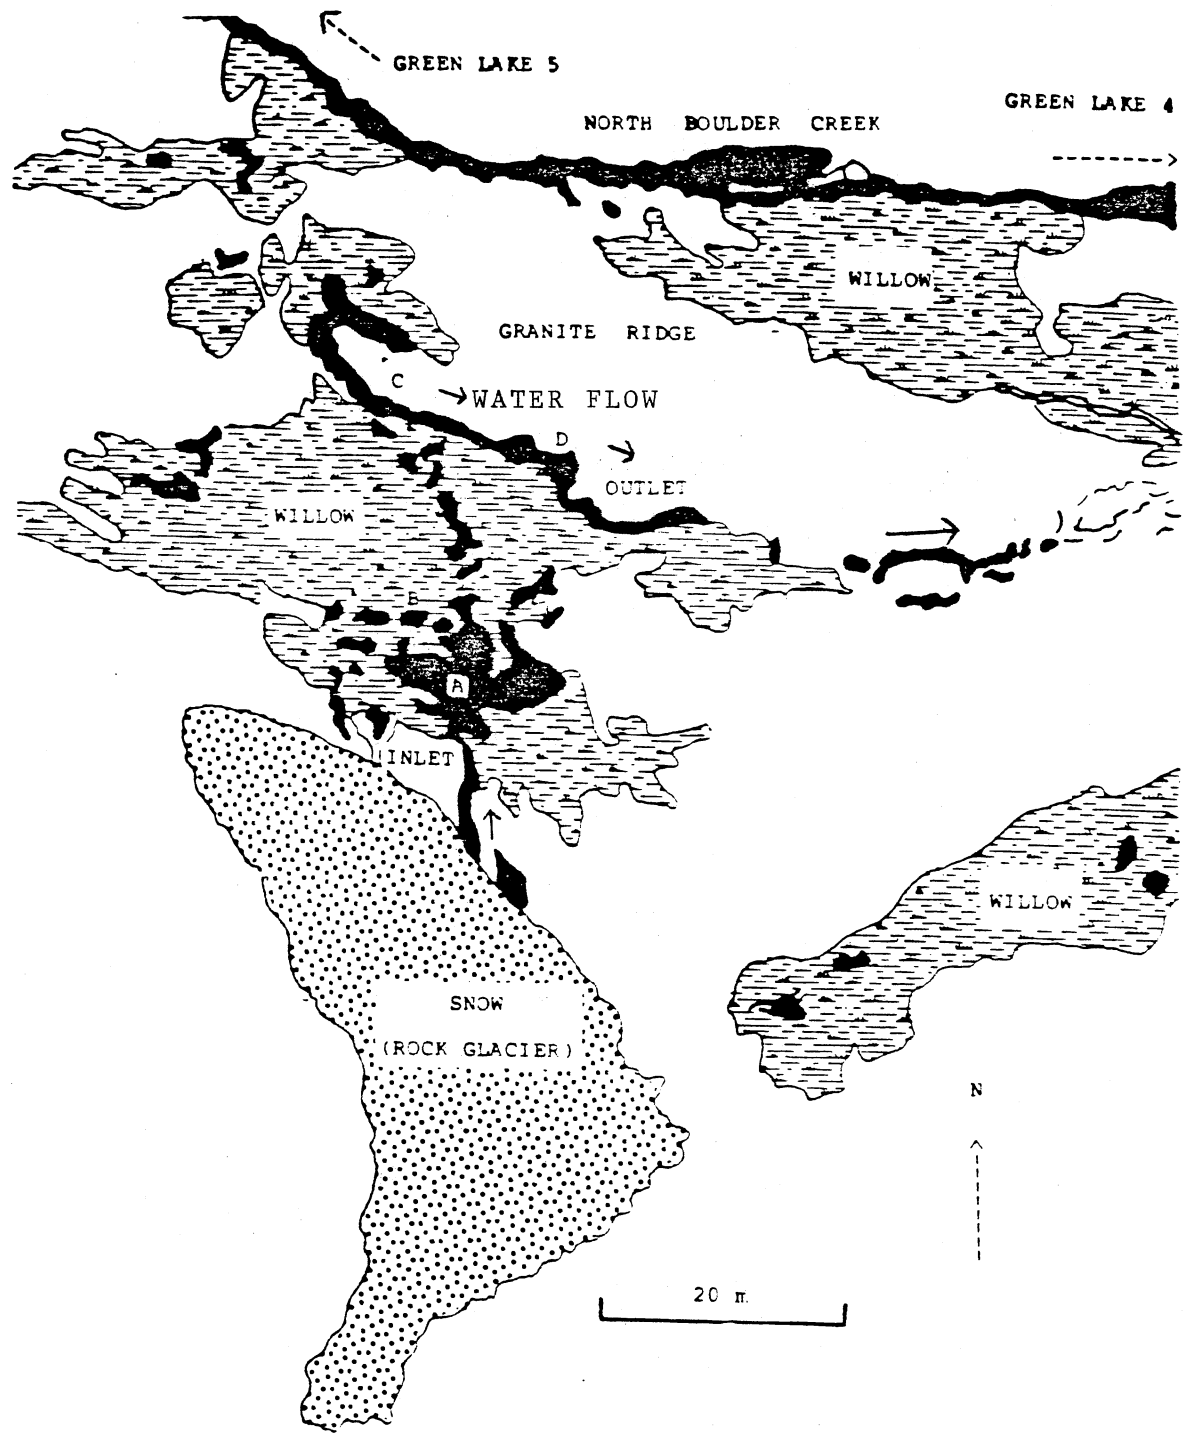 GREEN LAKE 5
GREEN LAKE 4
NORTH BOULDER CREEK
WILLOW
GRANITE RIDGE
C
WATER FLOW
D
OUTLET
WILLOW
B
A
INLET
WILLOW
SNOW
(ROCK GLACIER)
N
20 m